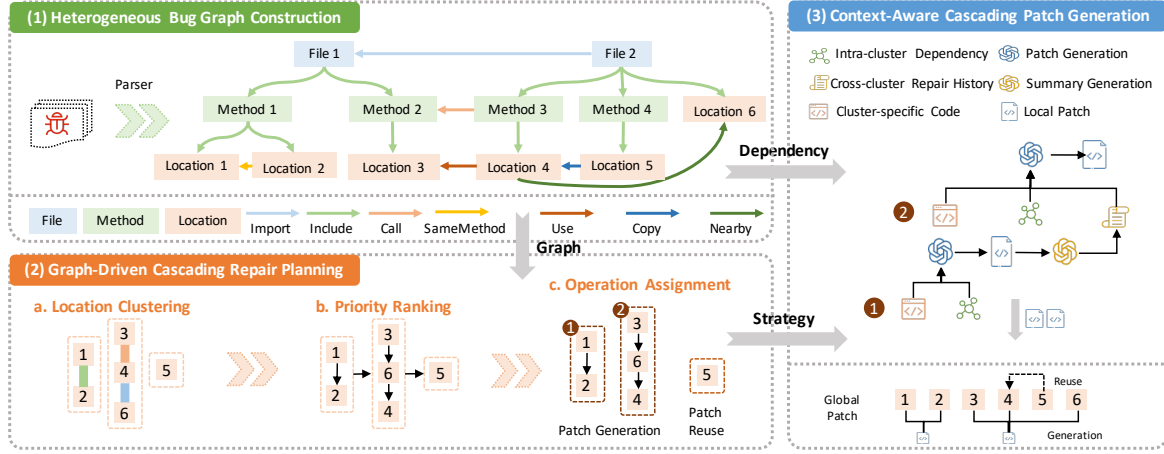 (1) Heterogeneous Bug Graph Construction
Parser
File 1
File 2
Method 1
Method 2
Method 3
Method 4
Location 6
Location 1
Location 2
Location 3
Location 4
Location 5
File
Method
Location
Import
Include
Call
SameMethod
Use
Copy
Nearby
Dependency
Graph
(2) Graph-Driven Cascading Repair Planning
a. Location Clustering
1
2
3
4
6
5
b. Priority Ranking
1
2
3
6
4
5
c. Operation Assignment
1
1
2
2
3
6
4
5
Patch Generation
Patch
Reuse
Strategy
(3) Context-Aware Cascading Patch Generation
Intra-cluster Dependency
Patch Generation
Cross-cluster Repair History
Summary Generation
Cluster-specific Code
Local Patch
</>
2
</>
</>
1
</>
</> </>
Global
Patch
Reuse
1 2 3 4 5 6
Generation
</> </>